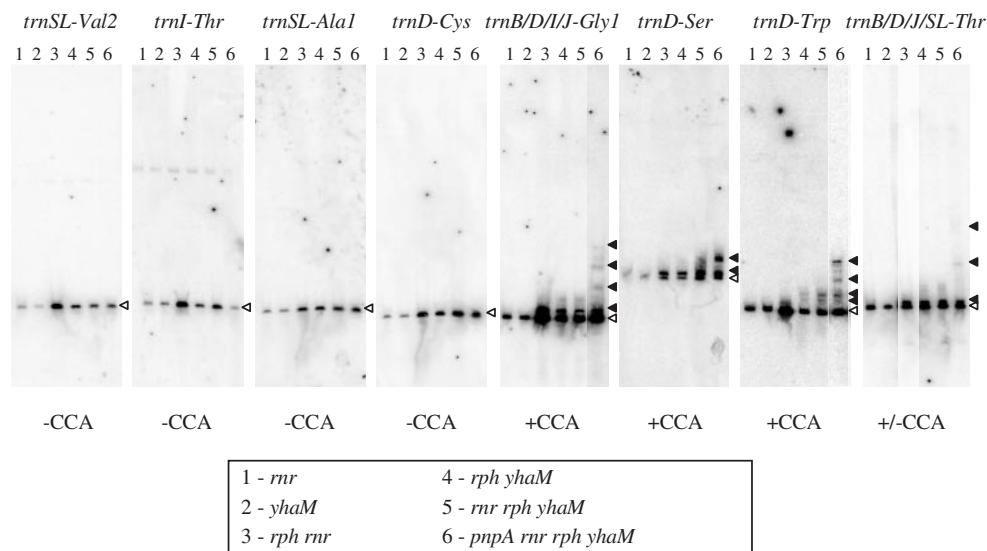 trnSL-Val2 trnI-Thr trnSL-Ala1 trnD-Cys trnB/D/I/J-Gly1 trnD-Ser trnD-Trp trnB/D/J/SL-Thr
1 2 3 4 5 6 1 2 3 4 5 6 1 2 3 4 5 6 1 2 3 4 5 6 1 2 3 4 5 6 1 2 3 4 5 6 1 2 3 4 5 6 1 2 3 4 5 6
-CCA -CCA -CCA -CCA +CCA +CCA +CCA +/-CCA
1 - rnr 4 - rph yhaM
2 - yhaM 5 - rnr rph yhaM
3 - rph rnr 6 - pnpA rnr rph yhaM